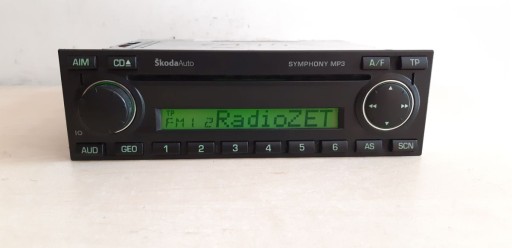 AIM CD ŠkodaAuto SYMPHONY MP3 A/F TP
TP
FM1 2 RadioZET
AUD GEO 1 2 3 4 5 6 AS SCN